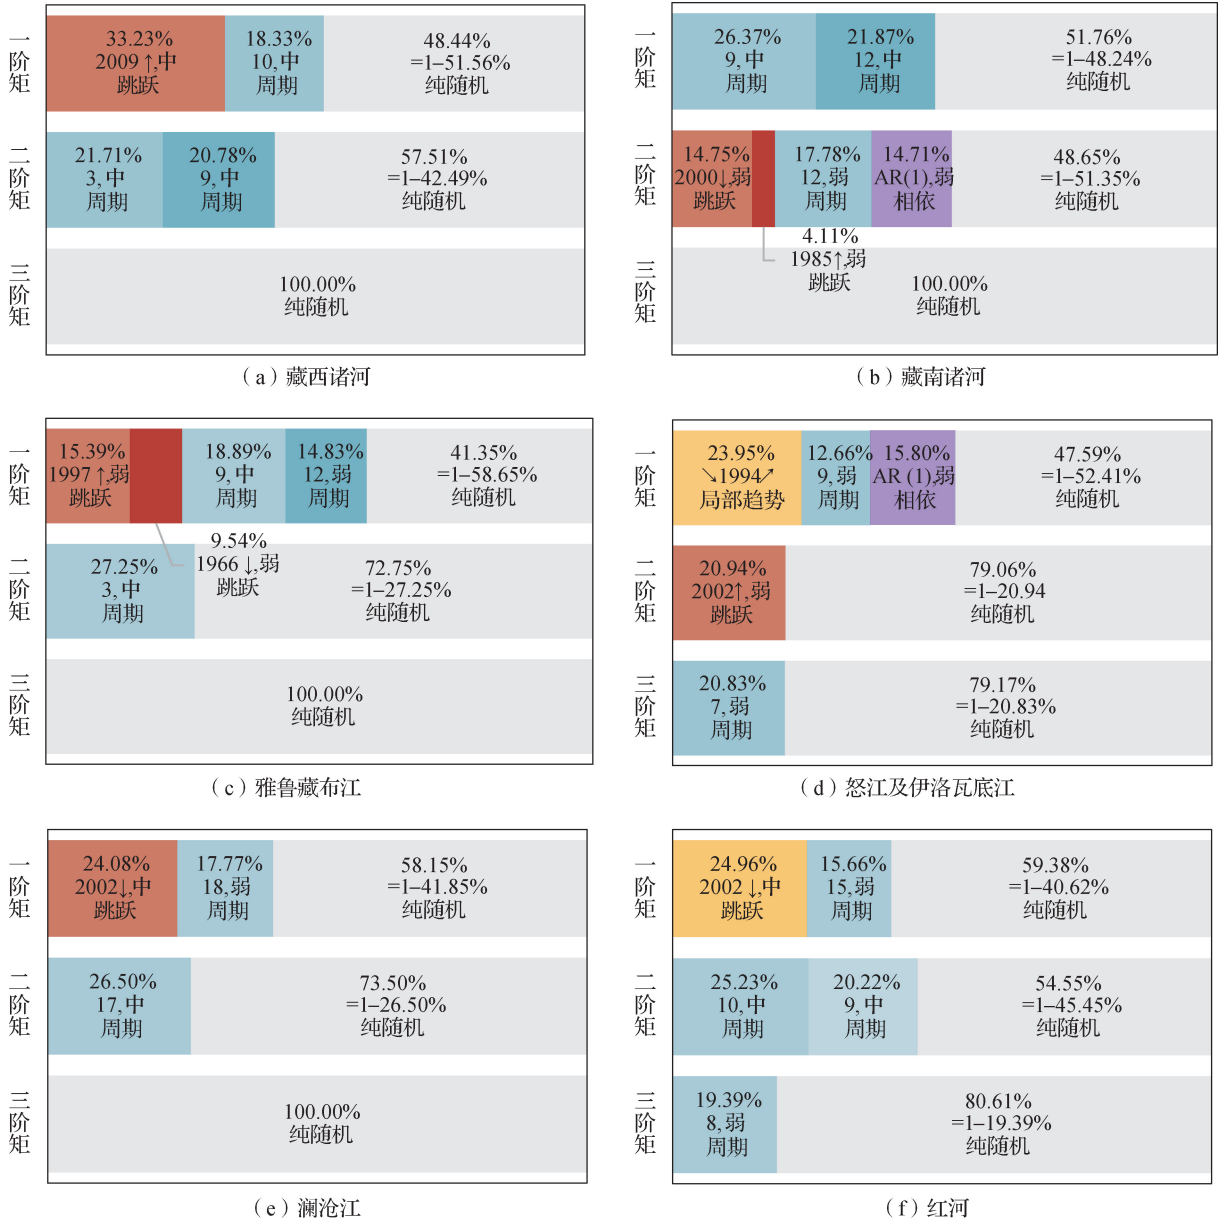 一阶矩
33.23%
2009↑,中
跳跃
18.33%
10,中
周期
48.44%
=1–51.56%
纯随机
二阶矩
21.71%
3,中
周期
20.78%
9,中
周期
57.51%
=1–42.49%
纯随机
三阶矩
100.00%
纯随机
（a）藏西诸河
一阶矩
26.37%
9,中
周期
21.87%
12,中
周期
51.76%
=1–48.24%
纯随机
二阶矩
14.75%
2000↓,弱
跳跃
17.78%
12,弱
周期
14.71%
AR(1),弱
相依
48.65%
=1–51.35%
纯随机
4.11%
1985↑,弱
跳跃
三阶矩
100.00%
纯随机
（b）藏南诸河
一阶矩
15.39%
1997↑,弱
跳跃
18.89%
9,中
周期
14.83%
12,弱
周期
41.35%
=1–58.65%
纯随机
9.54%
1966↓,弱
跳跃
二阶矩
27.25%
3,中
周期
72.75%
=1–27.25%
纯随机
三阶矩
100.00%
纯随机
（c）雅鲁藏布江
一阶矩
23.95%
↘1994↗
局部趋势
12.66%
9,弱
周期
15.80%
AR (1),弱
相依
47.59%
=1–52.41%
纯随机
二阶矩
20.94%
2002↑,弱
跳跃
79.06%
=1–20.94
纯随机
三阶矩
20.83%
7,弱
周期
79.17%
=1–20.83%
纯随机
（d）怒江及伊洛瓦底江
一阶矩
24.08%
2002↓,中
跳跃
17.77%
18,弱
周期
58.15%
=1–41.85%
纯随机
二阶矩
26.50%
17,中
周期
73.50%
=1–26.50%
纯随机
三阶矩
100.00%
纯随机
（e）澜沧江
一阶矩
24.96%
2002↓,中
跳跃
15.66%
15,弱
周期
59.38%
=1–40.62%
纯随机
二阶矩
25.23%
10,中
周期
20.22%
9,中
周期
54.55%
=1–45.45%
纯随机
三阶矩
19.39%
8,弱
周期
80.61%
=1–19.39%
纯随机
（f）红河